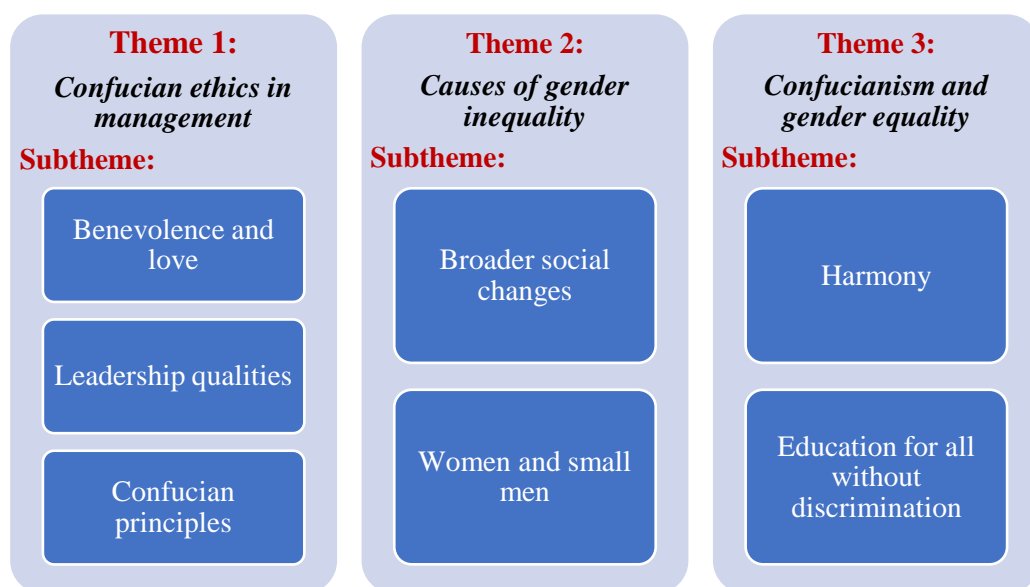 Theme 1:
Confucian ethics in
management
Subtheme:
Benevolence and
love
Leadership qualities
Confucian
principles
Theme 2:
Causes of gender
inequality
Subtheme:
Broader social
changes
Women and small
men
Theme 3:
Confucianism and
gender equality
Subtheme:
Harmony
Education for all
without
discrimination